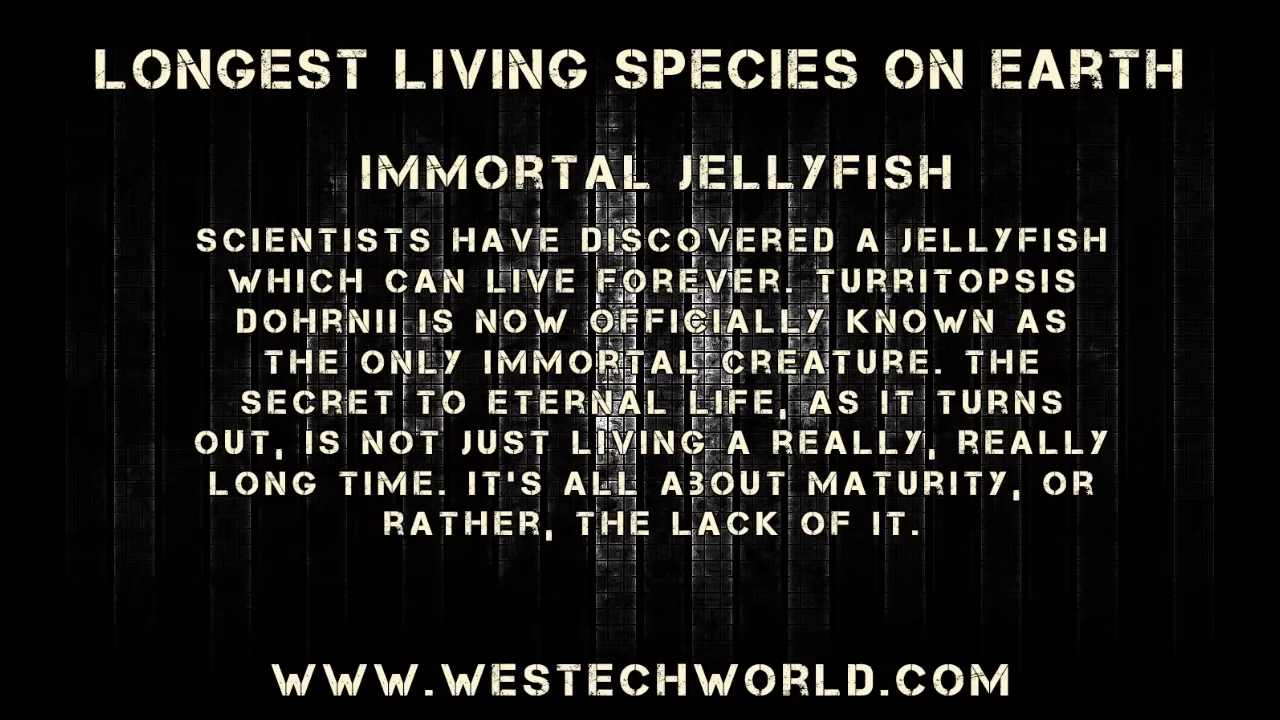 LONGEST LIVING SPECIES ON EARTH
IMMORTAL JELLYFISH
SCIENTISTS HAVE DISCOVERED A JELLYFISH
WHICH CAN LIVE FOREVER. TURRITOPSIS
DOHRNII IS NOW OFFICIALLY KNOWN AS
THE ONLY IMMORTAL CREATURE. THE
SECRET TO ETERNAL LIFE, AS IT TURNS
OUT, IS NOT JUST LIVING A REALLY, REALLY
LONG TIME. IT'S ALL ABOUT MATURITY, OR
RATHER, THE LACK OF IT.
WWW.WESTECHWORLD.COM